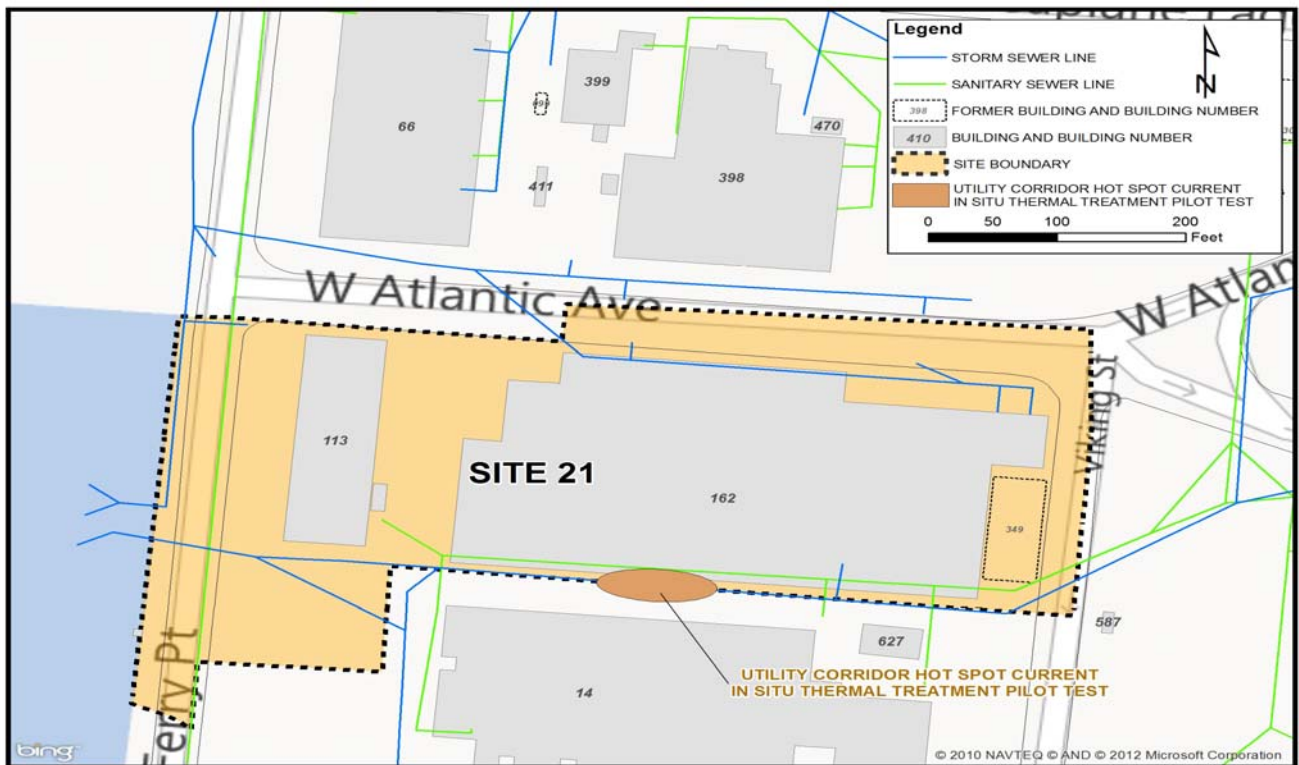 Legend
STORM SEWER LINE
SANITARY SEWER LINE
398 FORMER BUILDING AND BUILDING NUMBER
410 BUILDING AND BUILDING NUMBER
SITE BOUNDARY
UTILITY CORRIDOR HOT SPOT CURRENT
IN SITU THERMAL TREATMENT PILOT TEST
0 50 100 200
Feet
N
66
399
411
398
470
W Atlantic Ave
W Atlan
Viking St
113
SITE 21
162
349
587
627
14
UTILITY CORRIDOR HOT SPOT CURRENT
IN SITU THERMAL TREATMENT PILOT TEST
Ferry Pt
bing
© 2010 NAVTEQ © AND © 2012 Microsoft Corporation